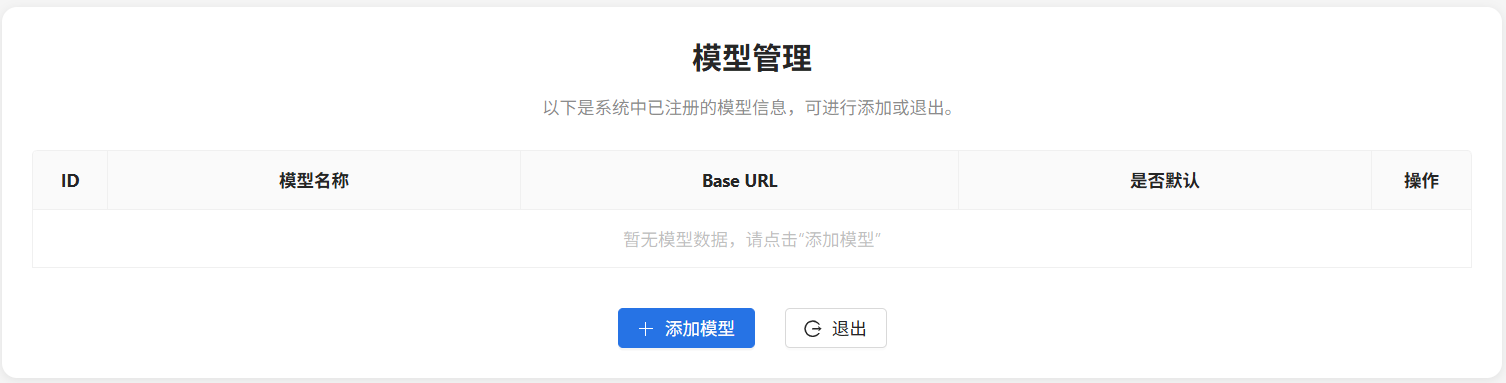 模型管理
以下是系统中已注册的模型信息，可进行添加或退出。
ID 模型名称 Base URL 是否默认 操作
暂无模型数据，请点击“添加模型”
添加模型 退出